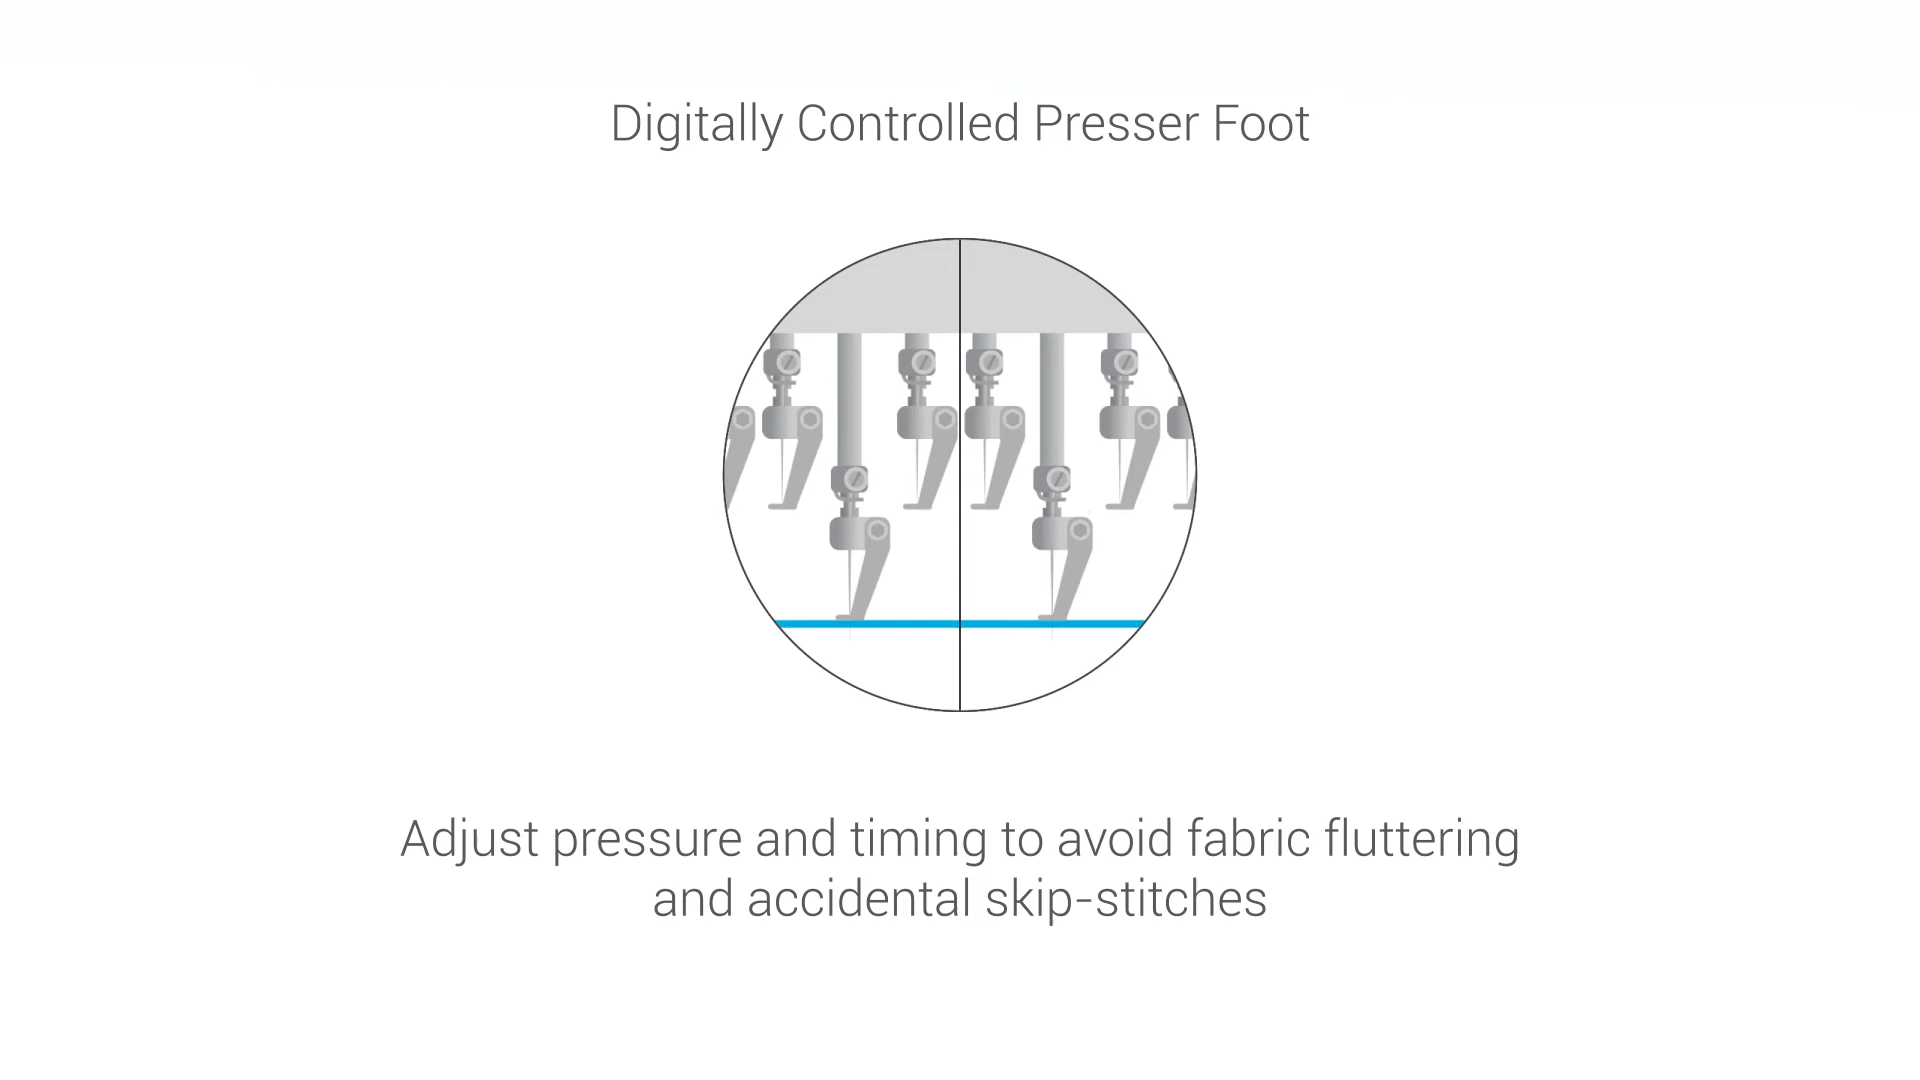 Digitally Controlled Presser Foot
Adjust pressure and timing to avoid fabric fluttering
and accidental skip-stitches